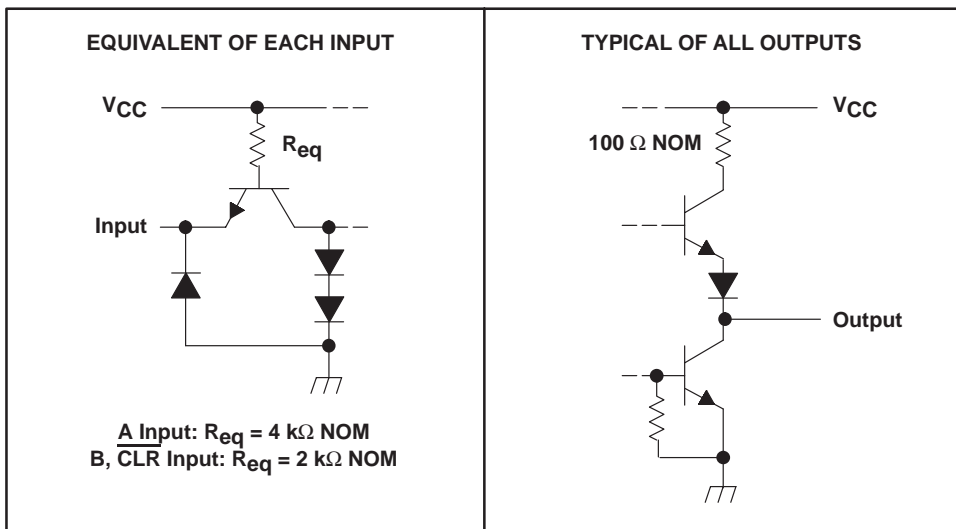 EQUIVALENT OF EACH INPUT
VCC
Req
Input
A Input: Req = 4 kΩ NOM
B, C̅L̅R̅ Input: Req = 2 kΩ NOM
TYPICAL OF ALL OUTPUTS
VCC
100 Ω NOM
Output